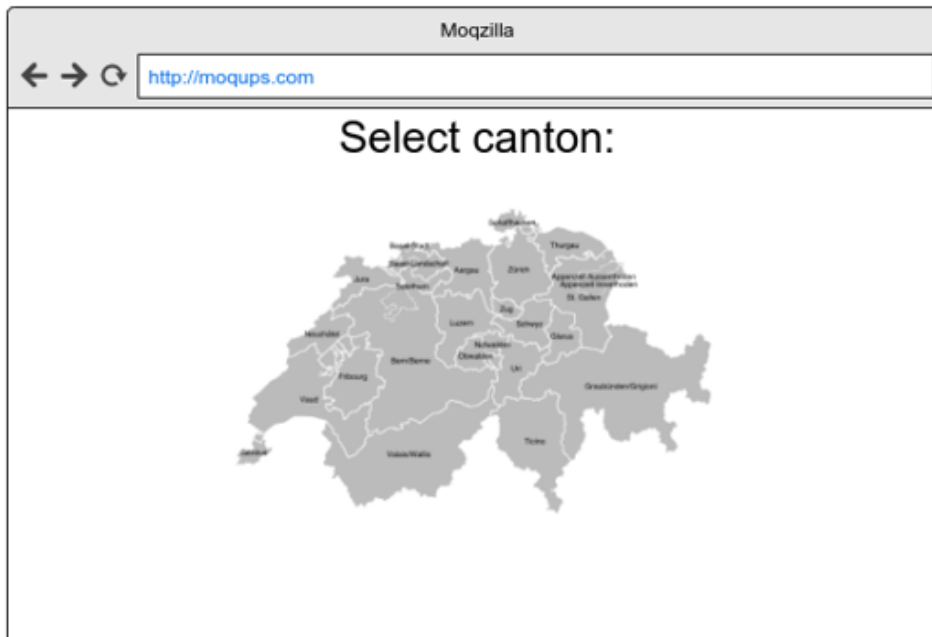 Moqzilla
http://moqups.com
Select canton:
Schaffhausen
Thurgau
Basel-Stadt
Basel-Landschaft
Aargau
Zürich
Jura
Solothurn
Appenzell Ausserrhoden
Appenzell Innerrhoden
St. Gallen
Zug
Luzern
Schwyz
Neuchâtel
Glarus
Nidwalden
Obwalden
Bern/Berne
Uri
Fribourg
Graubünden/Grigioni
Vaud
Ticino
Genève
Valais/Wallis